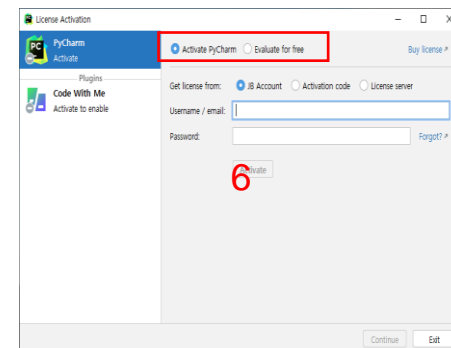 License Activation
PC
PyCharm
Activate
Plugins
Code With Me
Activate to enable
Activate PyCharm Evaluate for free Buy license
Get license from: JB Account Activation code License server
Username / email:
Password: Forgot?
Activate
6
Continue Exit